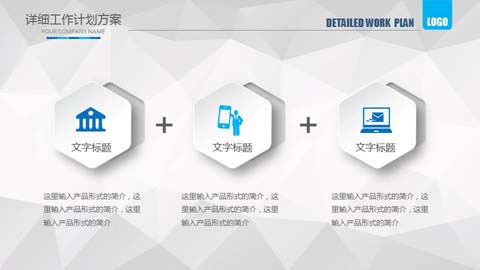 详细工作计划方案
YOUR COMPANY NAME
DETAILED WORK PLAN
LOGO
文字标题
文字标题
文字标题
这里输入产品形式的简介，这
里输入产品形式的简介，这里
输入产品形式的简介
这里输入产品形式的简介，这
里输入产品形式的简介，这里
输入产品形式的简介
这里输入产品形式的简介，这
里输入产品形式的简介，这里
输入产品形式的简介